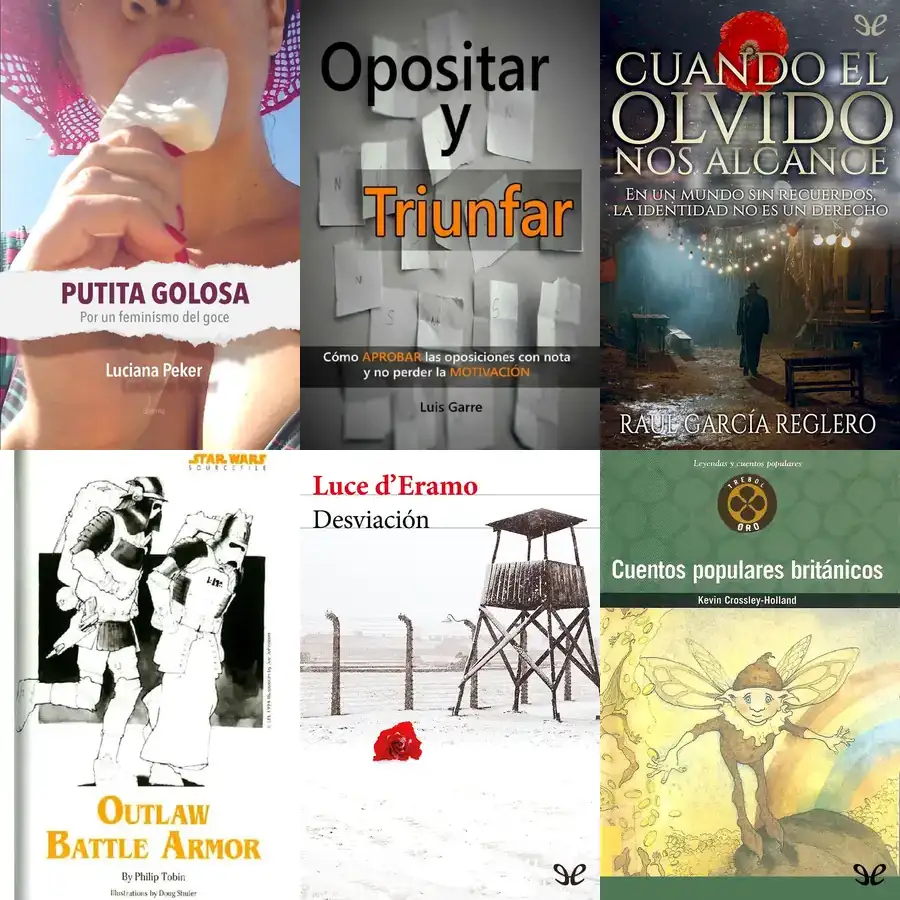 PUTITA GOLOSA
Por un feminismo del goce
Luciana Peker
Opositar
y
Triunfar
Cómo APROBAR las oposiciones con nota
y no perder la MOTIVACIÓN
Luis Garre
CUANDO EL
OLVIDO
NOS ALCANCE
EN UN MUNDO SIN RECUERDOS,
LA IDENTIDAD NO ES UN DERECHO
RAUL GARCÍA REGLERO
STAR WARS
SOURCEFILE
OUTLAW
BATTLE ARMOR
By Philip Tobin
Illustrations by Doug Shuler
Luce d'Eramo
Desviación
Leyendas y cuentos populares
TREBOL
ORO
Cuentos populares británicos
Kevin Crossley-Holland